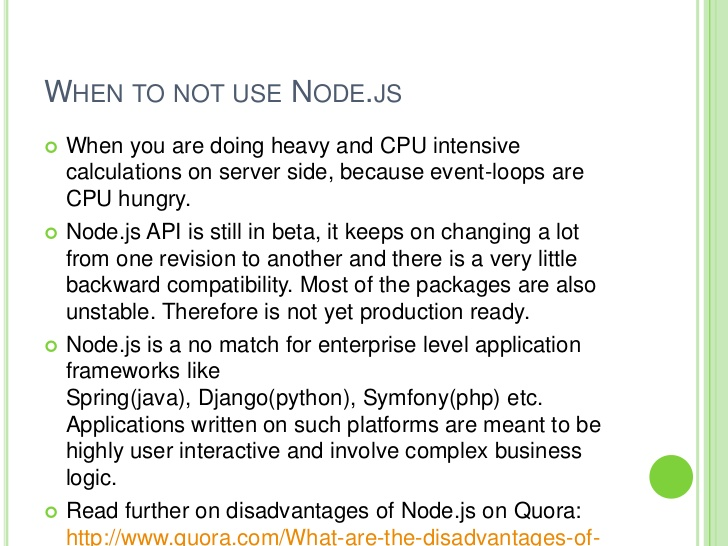 WHEN TO NOT USE NODE.JS
When you are doing heavy and CPU intensive
calculations on server side, because event-loops are
CPU hungry.
Node.js API is still in beta, it keeps on changing a lot
from one revision to another and there is a very little
backward compatibility. Most of the packages are also
unstable. Therefore is not yet production ready.
Node.js is a no match for enterprise level application
frameworks like
Spring(java), Django(python), Symfony(php) etc.
Applications written on such platforms are meant to be
highly user interactive and involve complex business
logic.
Read further on disadvantages of Node.js on Quora:
http://www.quora.com/What-are-the-disadvantages-of-